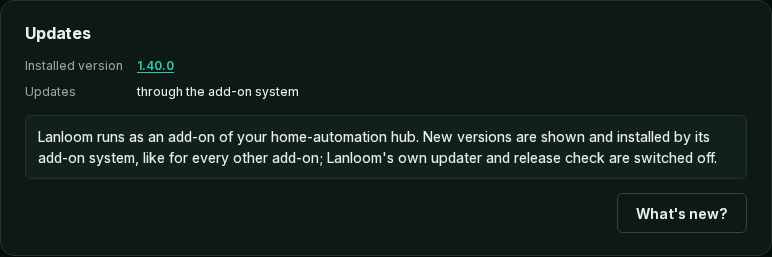 Updates
Installed version 1.40.0
Updates through the add-on system
Lanloom runs as an add-on of your home-automation hub. New versions are shown and installed by its
add-on system, like for every other add-on; Lanloom's own updater and release check are switched off.
What's new?